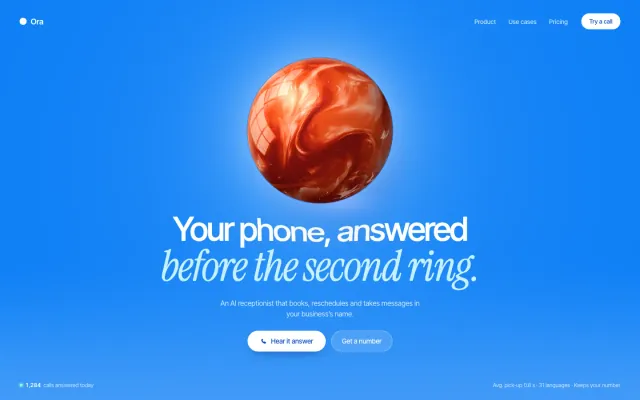 Ora
Product
Use cases
Pricing
Try a call
Your phone, answered
before the second ring.
An AI receptionist that books, reschedules and takes messages in
your business's name.
Hear it answer
Get a number
1,284 calls answered today
Avg. pick-up 0.8 s · 31 languages · Keeps your number